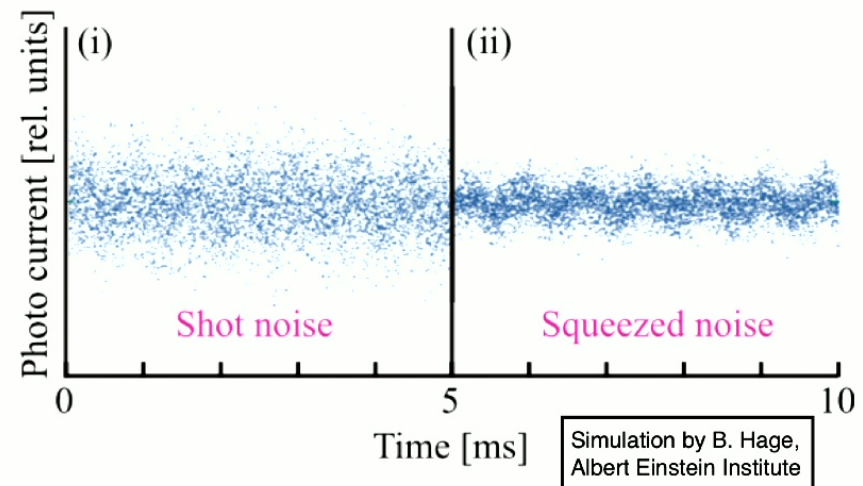 Photo current [rel. units]
(i)
(ii)
Shot noise
Squeezed noise
0
5
10
Time [ms]
Simulation by B. Hage,
Albert Einstein Institute